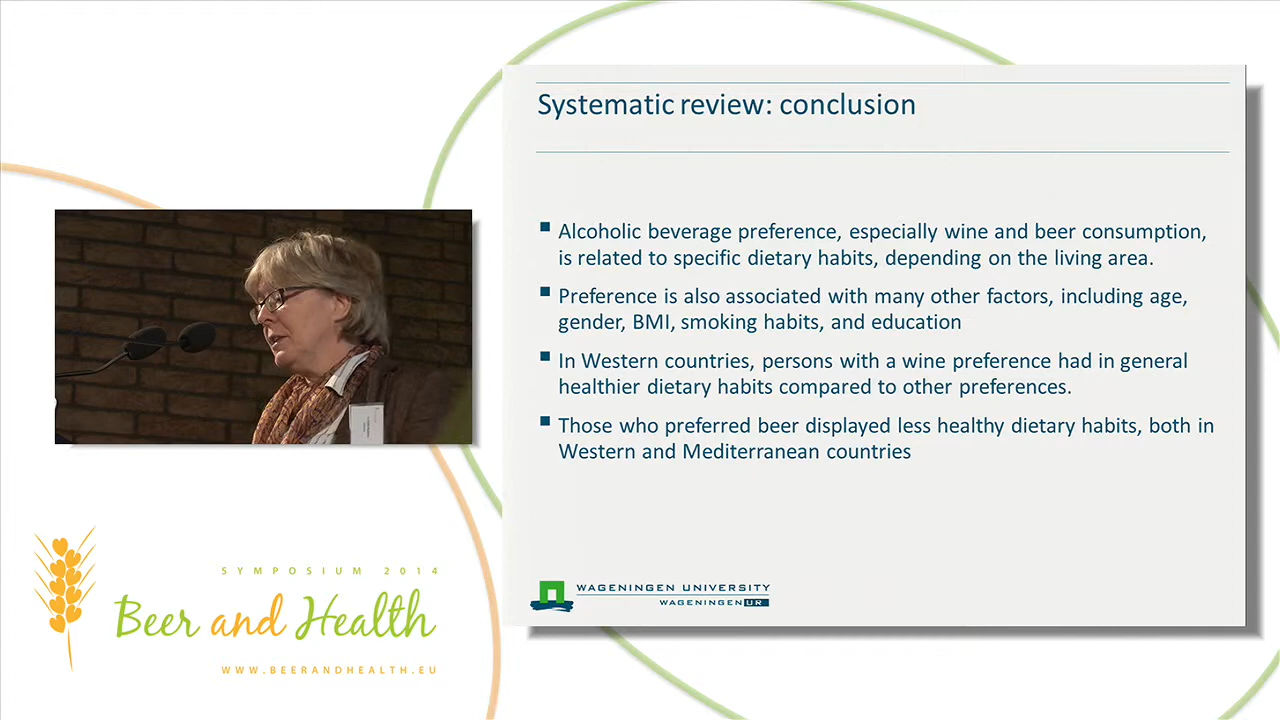 Systematic review: conclusion
Alcoholic beverage preference, especially wine and beer consumption,
is related to specific dietary habits, depending on the living area.
Preference is also associated with many other factors, including age,
gender, BMI, smoking habits, and education
In Western countries, persons with a wine preference had in general
healthier dietary habits compared to other preferences.
Those who preferred beer displayed less healthy dietary habits, both in
Western and Mediterranean countries
WAGENINGEN UNIVERSITY
WAGENINGEN UR
SYMPOSIUM 2014
Beer and Health
WWW.BEERANDHEALTH.EU